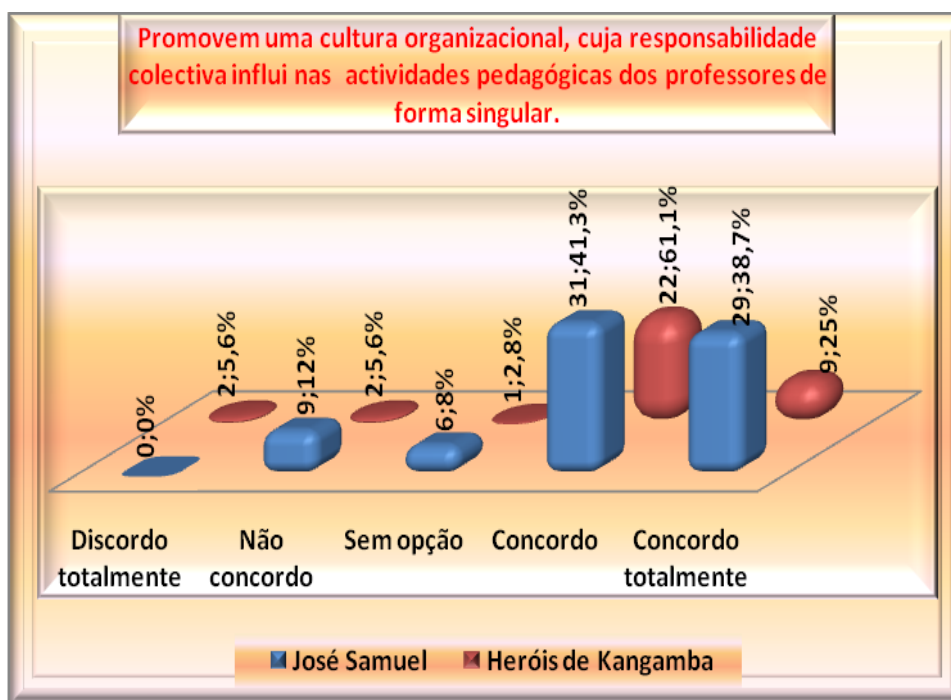 Promovem uma cultura organizacional, cuja responsabilidade
colectiva influi nas actividades pedagógicas dos professores de
forma singular.
0;0%
2;5,6%
9;12%
2;5,6%
6;8%
1;2,8%
31;41,3%
22;61,1%
29;38,7%
9;25%
Discordo
totalmente
Não
concordo
Sem opção
Concordo
Concordo
totalmente
José Samuel
Heróis de Kangamba